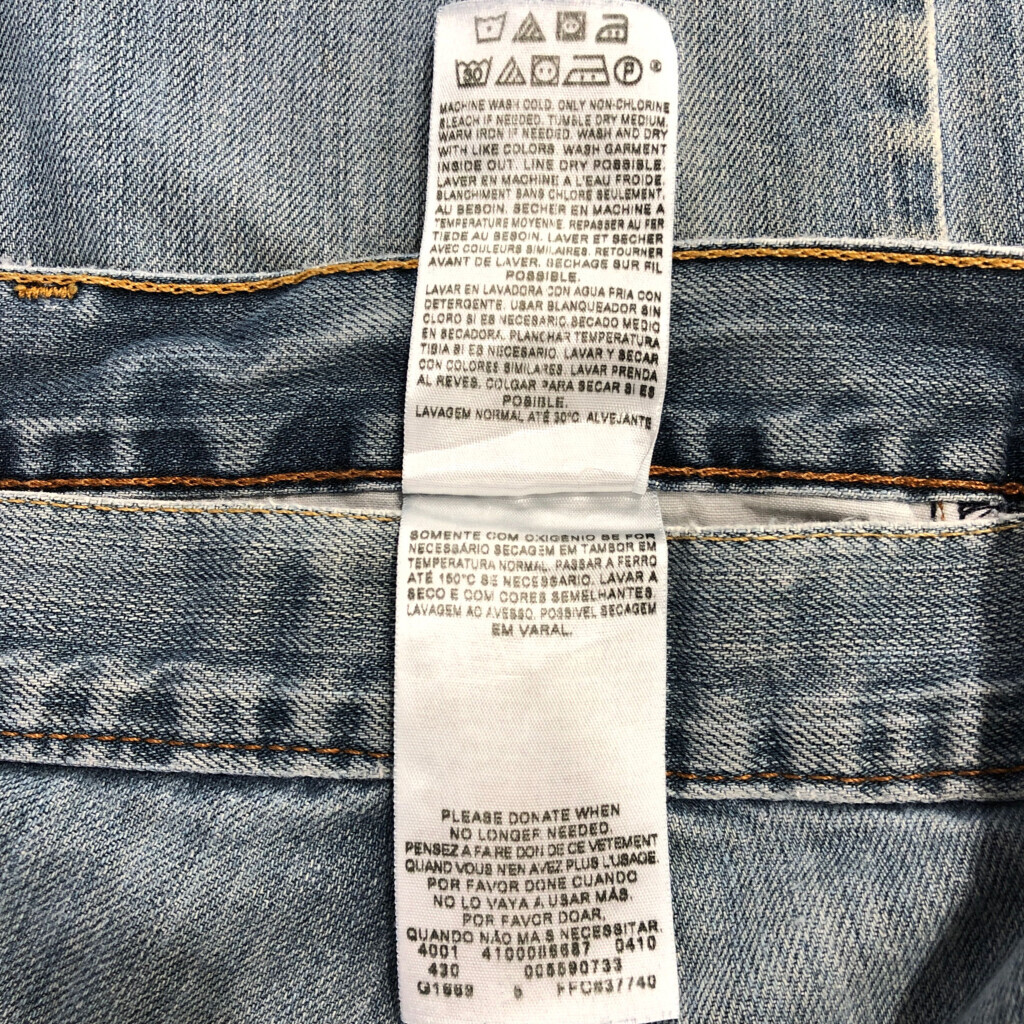 30
P ®
MACHINE WASH COLD. ONLY NON-CHLORINE
BLEACH IF NEEDED. TUMBLE DRY MEDIUM.
WARM IRON IF NEEDED. WASH AND DRY
WITH LIKE COLORS. WASH GARMENT
INSIDE OUT. LINE DRY POSSIBLE.
LAVER EN MACHINE A L'EAU FROIDE.
BLANCHIMENT SANS CHLORE SEULEMENT,
AU BESOIN. SECHER EN MACHINE A
TEMPERATURE MOYENNE. REPASSER AU FER
TIEDE AU BESOIN. LAVER ET SECHER
AVEC COULEURS SIMILAIRES. RETOURNER
AVANT DE LAVER. SECHAGE SUR FIL
POSSIBLE.
LAVAR EN LAVADORA CON AGUA FRIA CON
DETERGENTE. USAR BLANQUEADOR SIN
CLORO SI ES NECESARIO. SECADO MEDIO
EN SECADORA. PLANCHAR TEMPERATURA
TIBIA SI ES NECESARIO. LAVAR Y SECAR
CON COLORES SIMILARES. LAVAR PRENDA
AL REVES. COLGAR PARA SECAR SI ES
POSIBLE.
LAVAGEM NORMAL ATÉ 30°C. ALVEJANTE
SOMENTE COM OXIGENIO SE FOR
NECESSÁRIO SECAGEM EM TAMBOR EM
TEMPERATURA NORMAL. PASSAR A FERRO
ATÉ 150°C SE NECESSÁRIO. LAVAR A
SECO E COM CORES SEMELHANTES.
LAVAGEM AO AVESSO. POSSIVEL SECAGEM
EM VARAL.
PLEASE DONATE WHEN
NO LONGER NEEDED.
PENSEZ A FAIRE DON DE CE VETEMENT
QUAND VOUS N'EN AVEZ PLUS L'USAGE.
POR FAVOR DONE CUANDO
NO LO VAYA A USAR MÁS.
POR FAVOR DOAR,
QUANDO NÃO MAIS NECESSITAR.
4001 0410
430 005590733